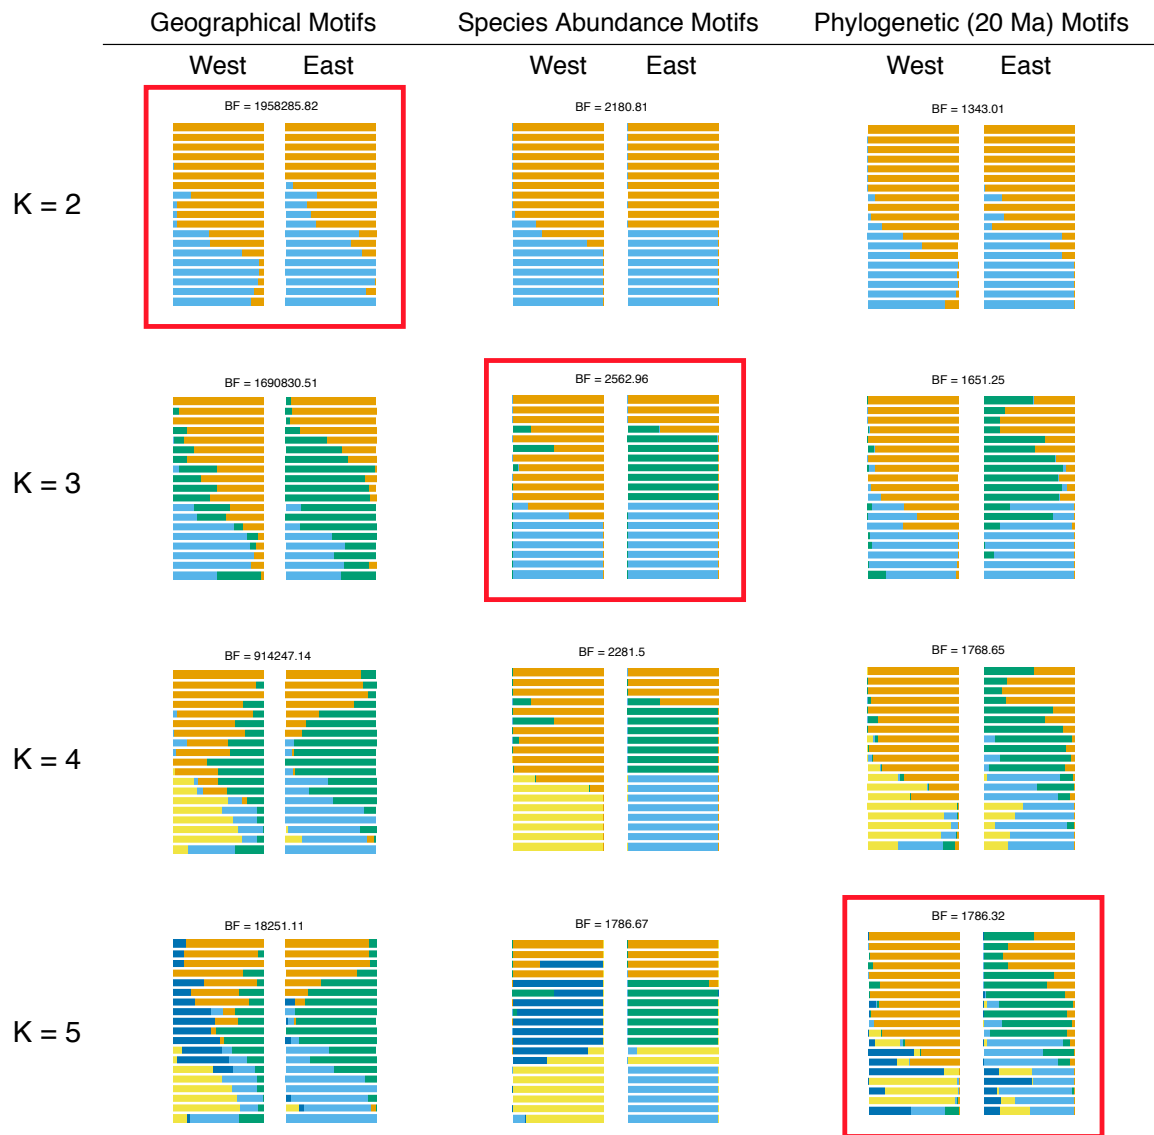 Geographical Motifs Species Abundance Motifs Phylogenetic (20 Ma) Motifs
West East West East West East
BF = 1958285.82 BF = 2180.81 BF = 1343.01
K = 2
BF = 1690830.51 BF = 2562.96 BF = 1651.25
K = 3
BF = 914247.14 BF = 2281.5 BF = 1768.65
K = 4
BF = 18251.11 BF = 1786.67 BF = 1786.32
K = 5